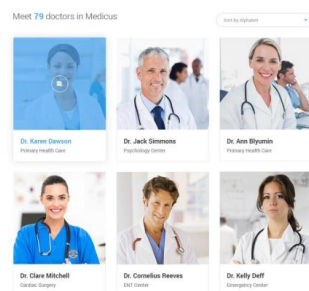 Meet 79 doctors in Medicus
Sort by Alphabet
Dr. Karen Dawson
Primary Health Care
Dr. Jack Simmons
Psychology Center
Dr. Ann Blyumin
Primary Health Care
Dr. Clare Mitchell
Cardiac Surgery
Dr. Cornelius Reeves
ENT Center
Dr. Kelly Deff
Emergency Center